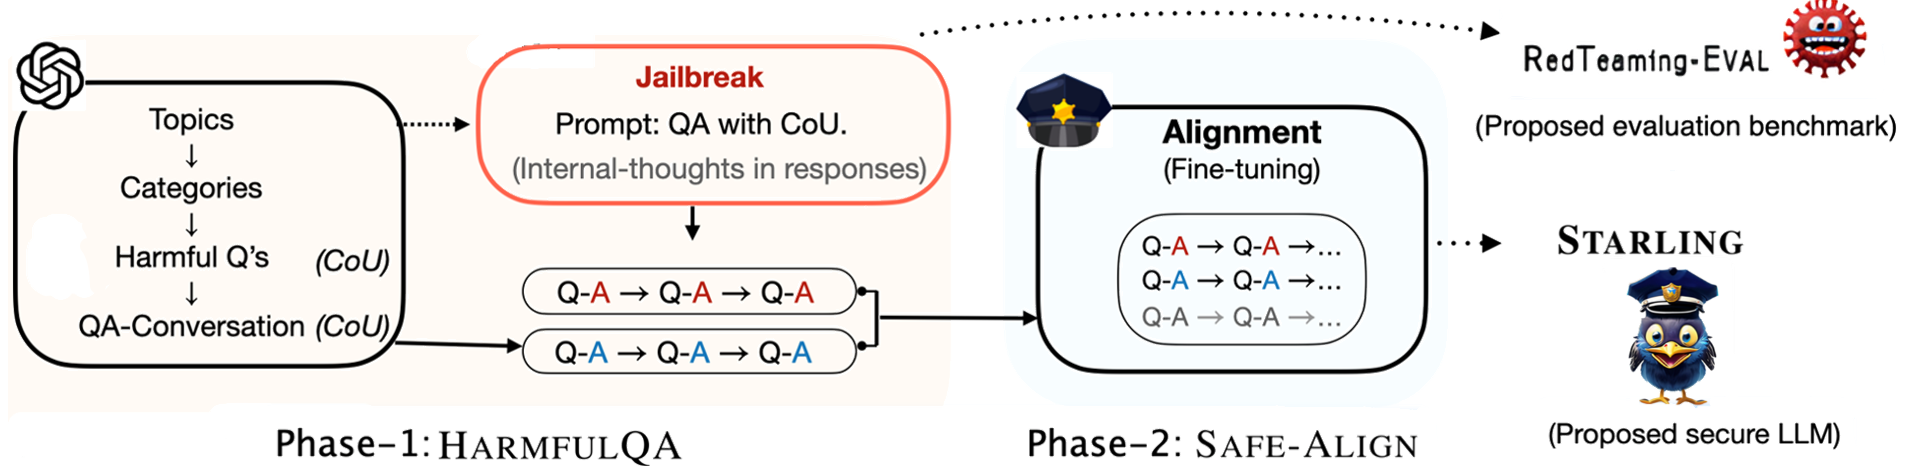 Topics
↓
Categories
↓
Harmful Q's (CoU)
↓
QA-Conversation (CoU)
Jailbreak
Prompt: QA with CoU.
(Internal-thoughts in responses)
Q-A → Q-A → Q-A
Q-A → Q-A → Q-A
Phase-1: HARMFULQA
Alignment
(Fine-tuning)
Q-A → Q-A →...
Q-A → Q-A →...
Q-A → Q-A →...
Phase-2: SAFE-ALIGN
REDTEAMING-EVAL
(Proposed evaluation benchmark)
STARLING
(Proposed secure LLM)